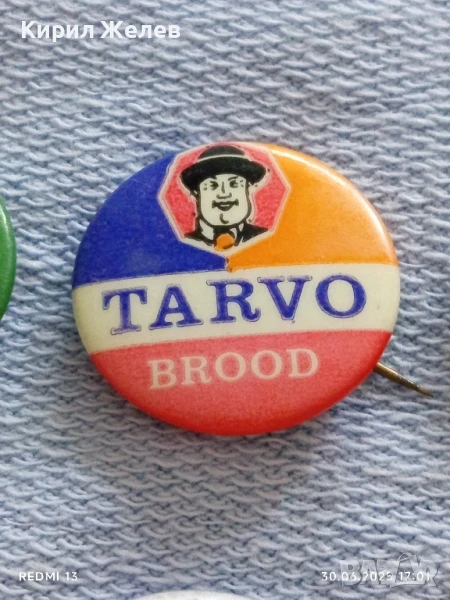 Кирил Желев
TARVO
BROOD
REDMI 13
30.03.2025 17:01